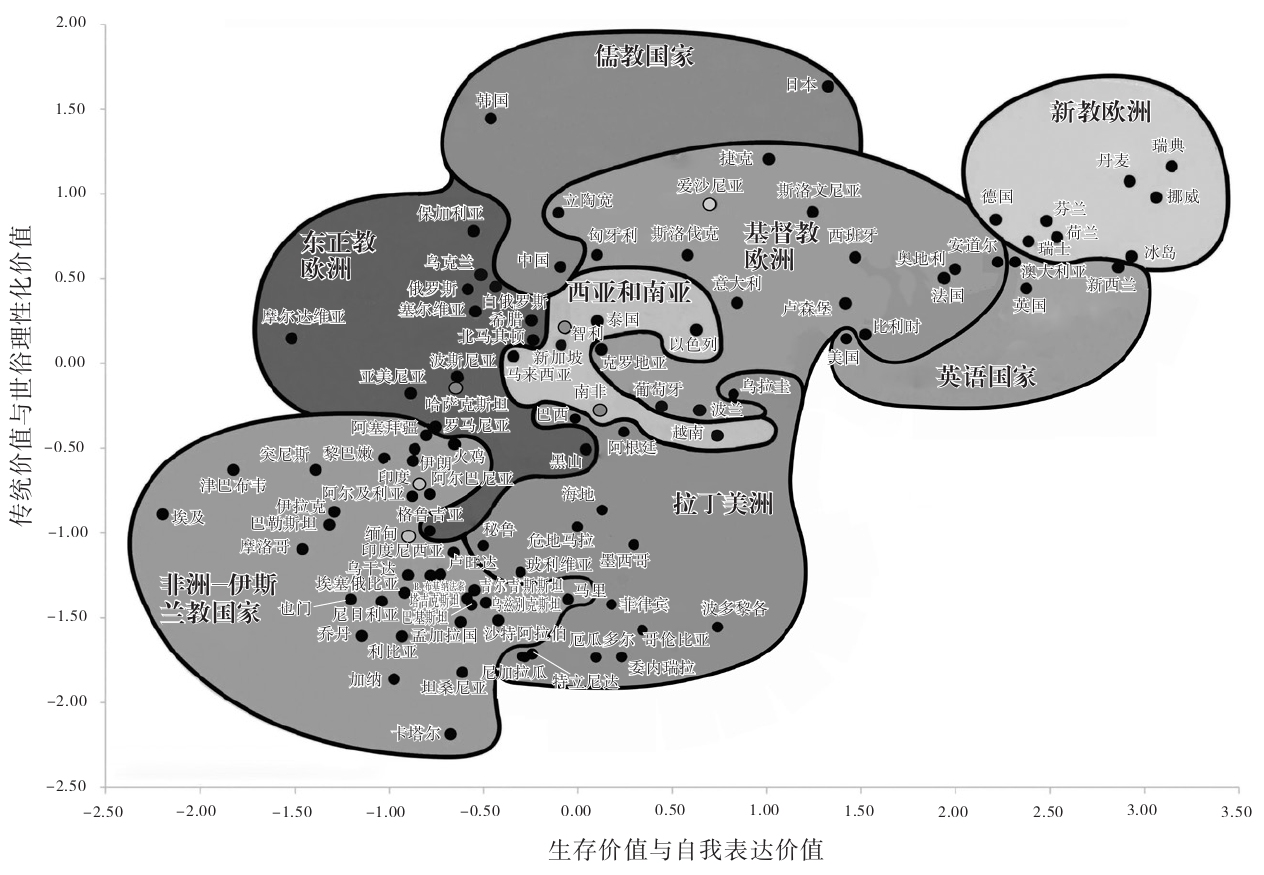 2.00
儒教国家
日本
1.50
韩国
新教欧洲
瑞典
丹麦
挪威
捷克
1.00
爱沙尼亚
斯洛文尼亚
德国
立陶宛
芬兰
保加利亚
荷兰
东正教
欧洲
匈牙利
斯洛伐克
基督教
欧洲
西班牙
安道尔
瑞士
冰岛
乌克兰
中国
奥地利
澳大利亚
0.50
俄罗斯
白俄罗斯
西亚和南亚
意大利
法国
新西兰
塞尔维亚
希腊
泰国
卢森堡
英国
摩尔达维亚
北马其顿
智利
以色列
比利时
0.00
波斯尼亚
新加坡
克罗地亚
美国
马来西亚
英语国家
亚美尼亚
南非
葡萄牙
乌拉圭
哈萨克斯坦
巴西
波兰
阿塞拜疆
罗马尼亚
越南
−0.50
突尼斯
黎巴嫩
伊朗
火鸡
黑山
阿根廷
津巴布韦
印度
阿尔巴尼亚
阿尔及利亚
海地
拉丁美洲
埃及
伊拉克
巴勒斯坦
格鲁吉亚
−1.00
缅甸
秘鲁
危地马拉
摩洛哥
印度尼西亚
卢旺达
玻利维亚
墨西哥
非洲—伊斯
兰教国家
乌干达
埃塞俄比亚
吉尔吉斯斯坦
马里
−1.50
也门
尼日利亚
巴基斯坦
乌兹别克斯坦
菲律宾
波多黎各
乔丹
孟加拉国
沙特阿拉伯
厄瓜多尔
哥伦比亚
利比亚
加纳
坦桑尼亚
尼加拉瓜
特立尼达
委内瑞拉
−2.00
卡塔尔
−2.50
−2.50
−2.00
−1.50
−1.00
−0.50
0.00
0.50
1.00
1.50
2.00
2.50
3.00
3.50
传统价值与世俗理性化价值
生存价值与自我表达价值